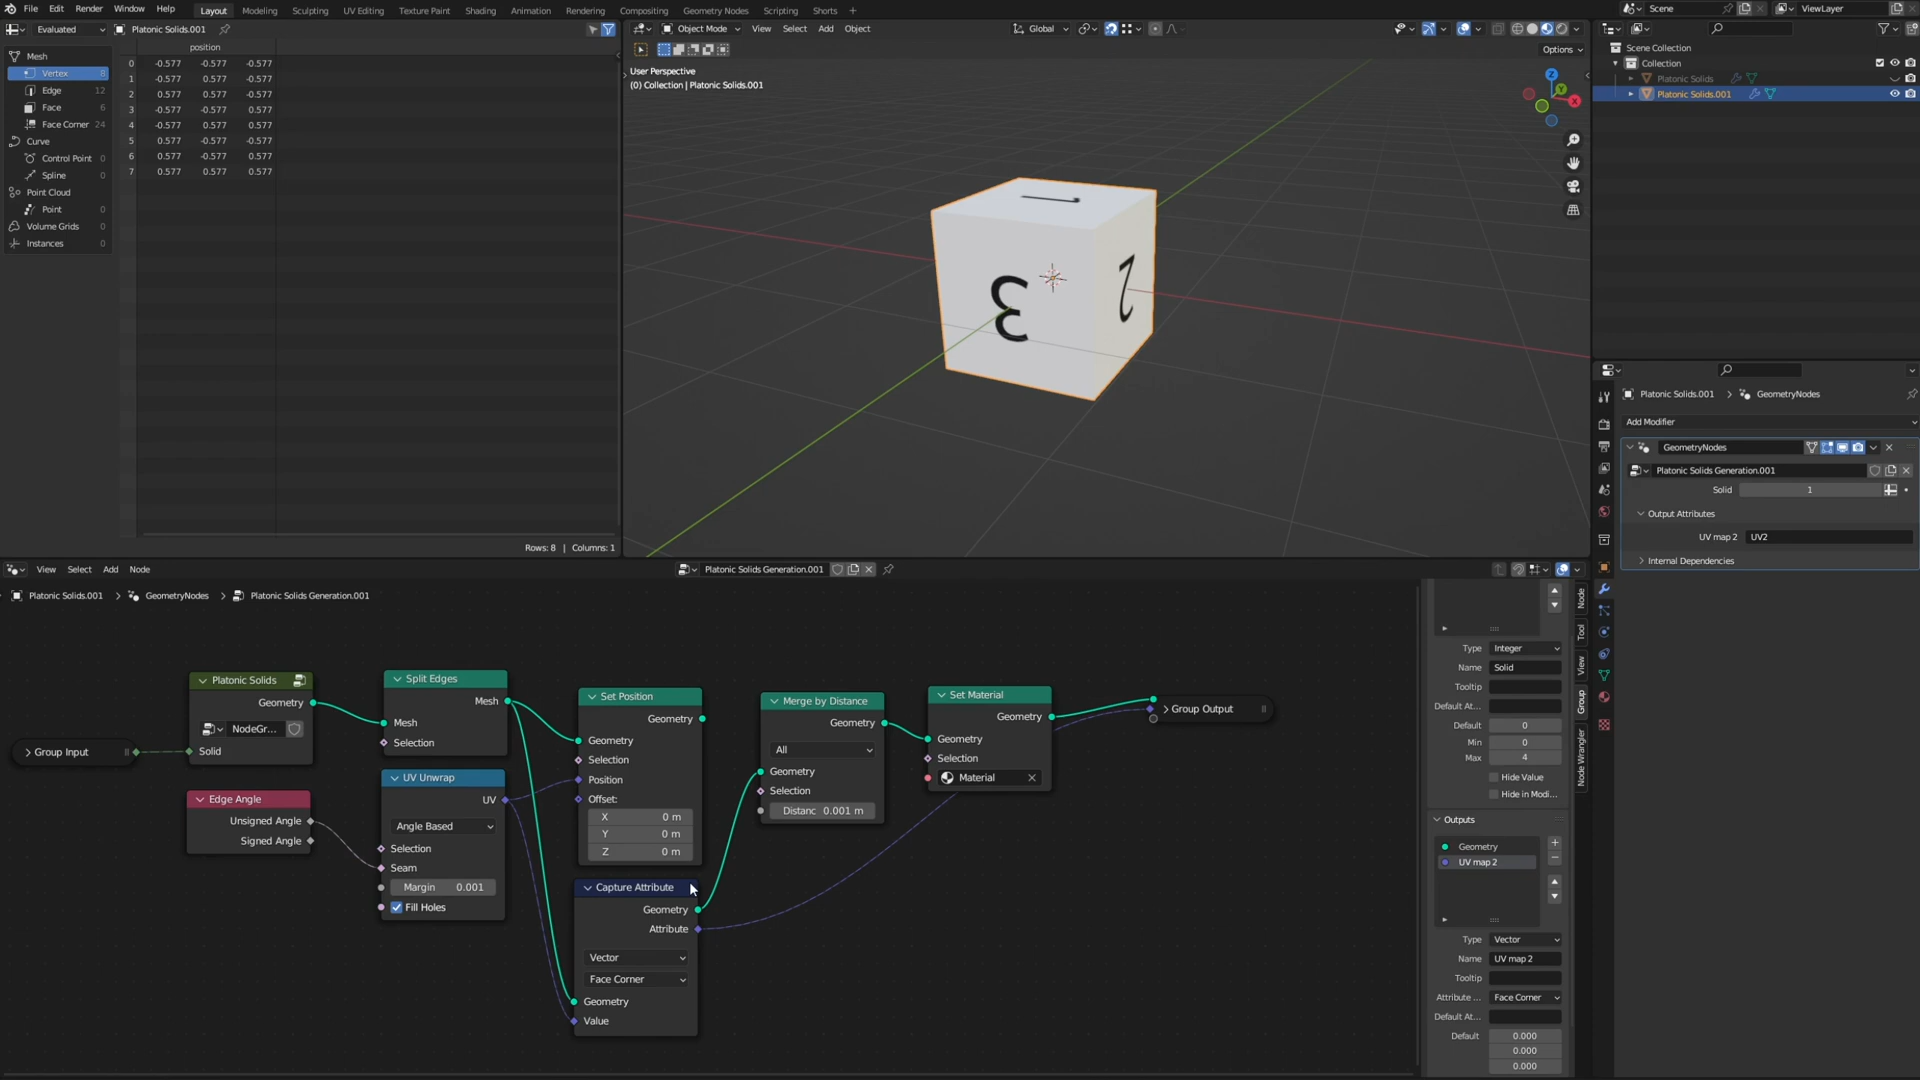 File Edit Render Window Help
Layout Modeling Sculpting UV Editing Texture Paint Shading Animation Rendering Compositing Geometry Nodes Scripting Shorts +
Scene
ViewLayer
Evaluated
Platonic Solids.001
position
Mesh
Vertex 8
Edge 12
Face 6
Face Corner 24
Curve
Control Point 0
Spline 0
Point Cloud
Point 0
Volume Grids 0
Instances 0
0 -0.577 -0.577 -0.577
1 -0.577 0.577 -0.577
2 0.577 0.577 -0.577
3 -0.577 -0.577 0.577
4 -0.577 0.577 0.577
5 0.577 -0.577 -0.577
6 0.577 -0.577 0.577
7 0.577 0.577 0.577
Rows: 8 | Columns: 1
Object Mode View Select Add Object
Global
Options
User Perspective
(0) Collection | Platonic Solids.001
Z
Y
X
1
3
2
Scene Collection
Collection
Platonic Solids
Platonic Solids.001
Platonic Solids.001 > GeometryNodes
Add Modifier
GeometryNodes
Platonic Solids Generation.001
Solid 1
Output Attributes
UV map 2 UV2
Internal Dependencies
View Select Add Node
Platonic Solids Generation.001
Platonic Solids.001 > GeometryNodes > Platonic Solids Generation.001
Group Input
Platonic Solids
Geometry
NodeGr...
Solid
Edge Angle
Unsigned Angle
Signed Angle
Split Edges
Mesh
Mesh
Selection
UV Unwrap
UV
Angle Based
Selection
Seam
Margin 0.001
Fill Holes
Set Position
Geometry
Geometry
Selection
Position
Offset:
X 0 m
Y 0 m
Z 0 m
Capture Attribute
Geometry
Attribute
Vector
Face Corner
Geometry
Value
Merge by Distance
Geometry
All
Geometry
Selection
Distanc 0.001 m
Set Material
Geometry
Geometry
Selection
Material
Group Output
Type Integer
Name Solid
Tooltip
Default At...
Default 0
Min 0
Max 4
Hide Value
Hide in Modi...
Outputs
Geometry
UV map 2
Type Vector
Name UV map 2
Tooltip
Attribute ... Face Corner
Default At...
Default 0.000
0.000
0.000
Node
Tool
View
Group
Node Wrangler